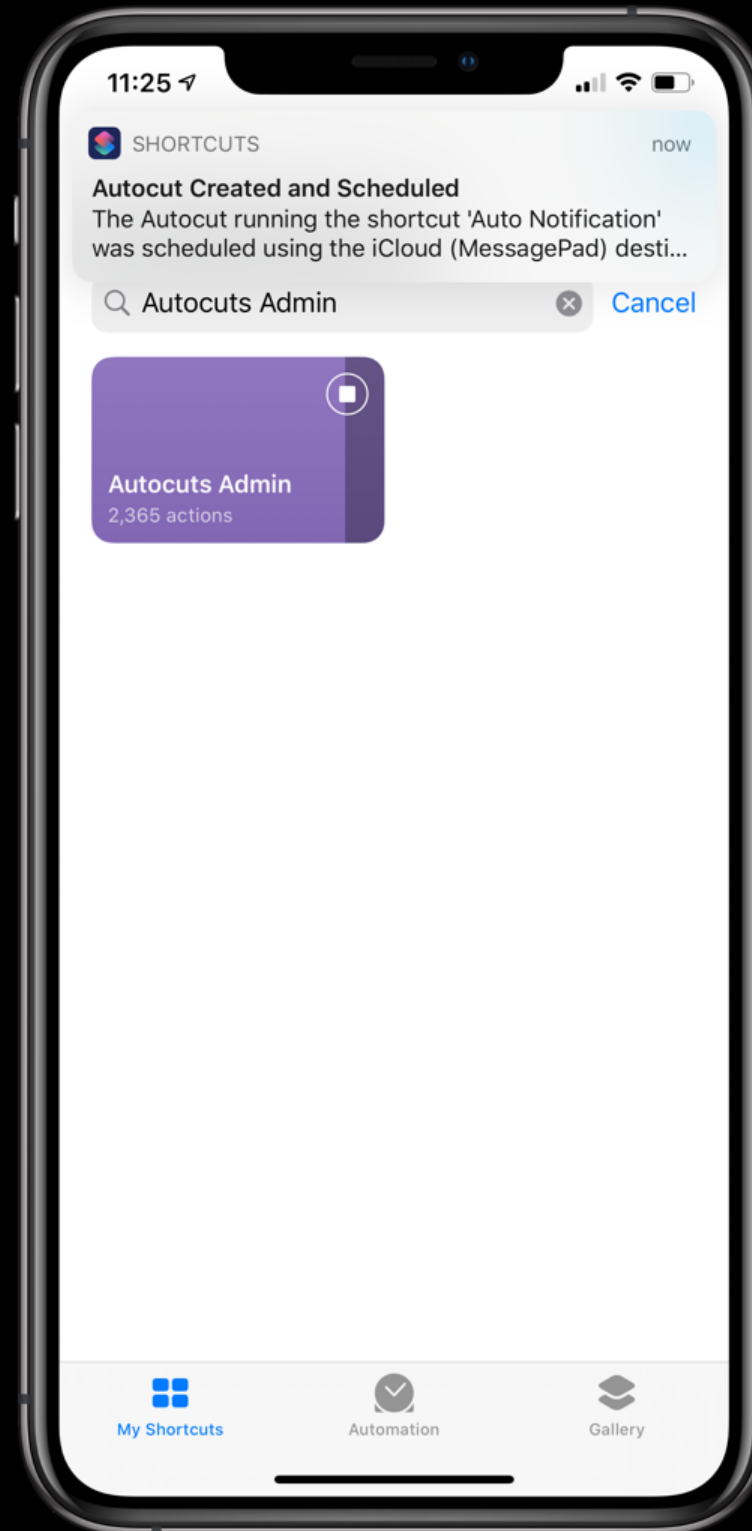 11:25
SHORTCUTS
now
Autocut Created and Scheduled
The Autocut running the shortcut 'Auto Notification'
was scheduled using the iCloud (MessagePad) desti...
Autocuts Admin
Cancel
Autocuts Admin
2,365 actions
My Shortcuts
Automation
Gallery